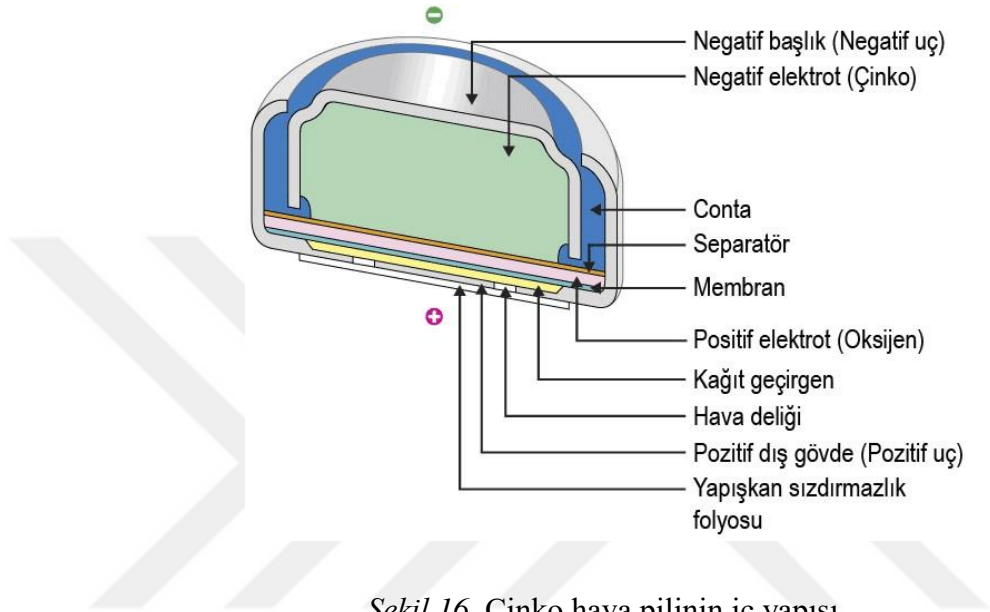 Negatif başlık (Negatif uç)
Negatif elektrot (Çinko)
Conta
Separatör
Membran
Positif elektrot (Oksijen)
Kağıt geçirgen
Hava deliği
Pozitif dış gövde (Pozitif uç)
Yapışkan sızdırmazlık
folyosu
Şekil 16. Çinko hava pilinin iç yapısı